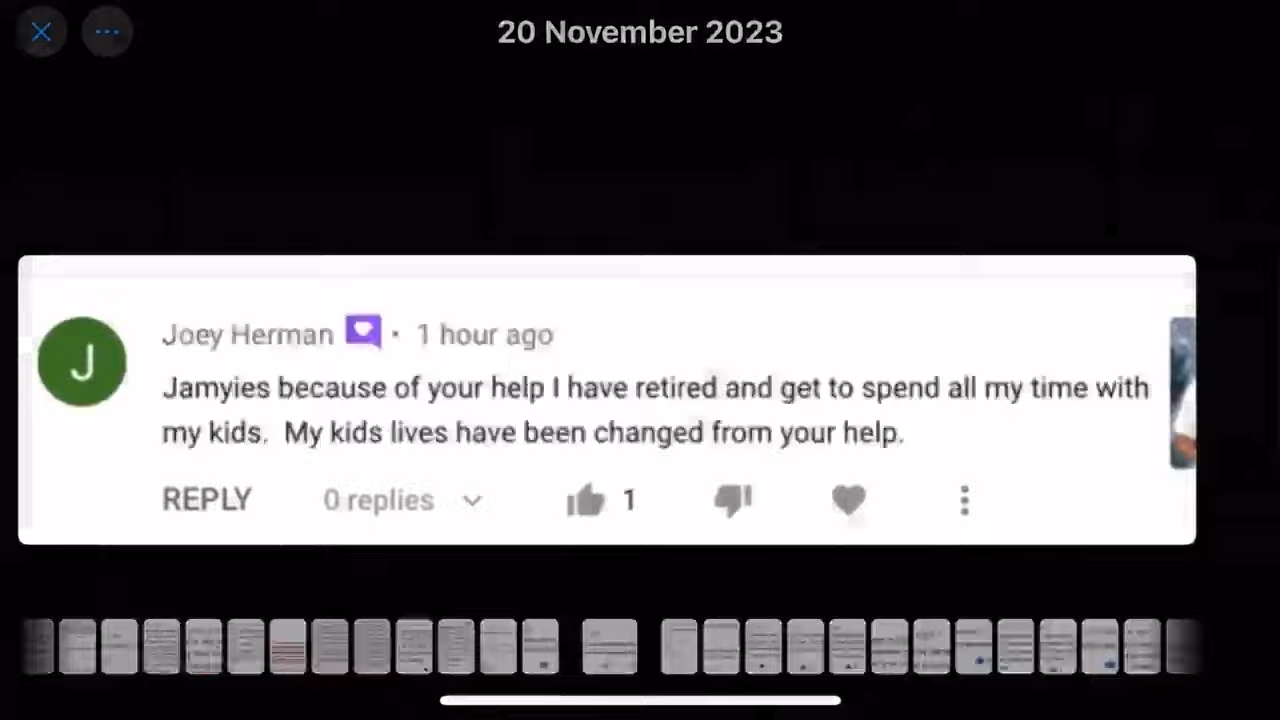 20 November 2023
Joey Herman · 1 hour ago
Jamyies because of your help I have retired and get to spend all my time with
my kids.  My kids lives have been changed from your help.
REPLY 0 replies 1
J